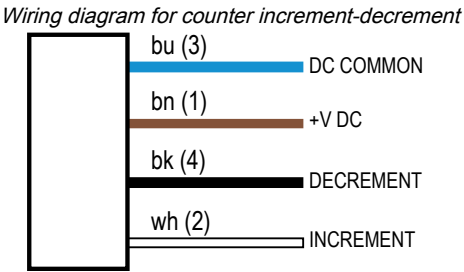 Wiring diagram for counter increment-decrement
bu (3)
DC COMMON
bn (1)
+V DC
bk (4)
DECREMENT
wh (2)
INCREMENT